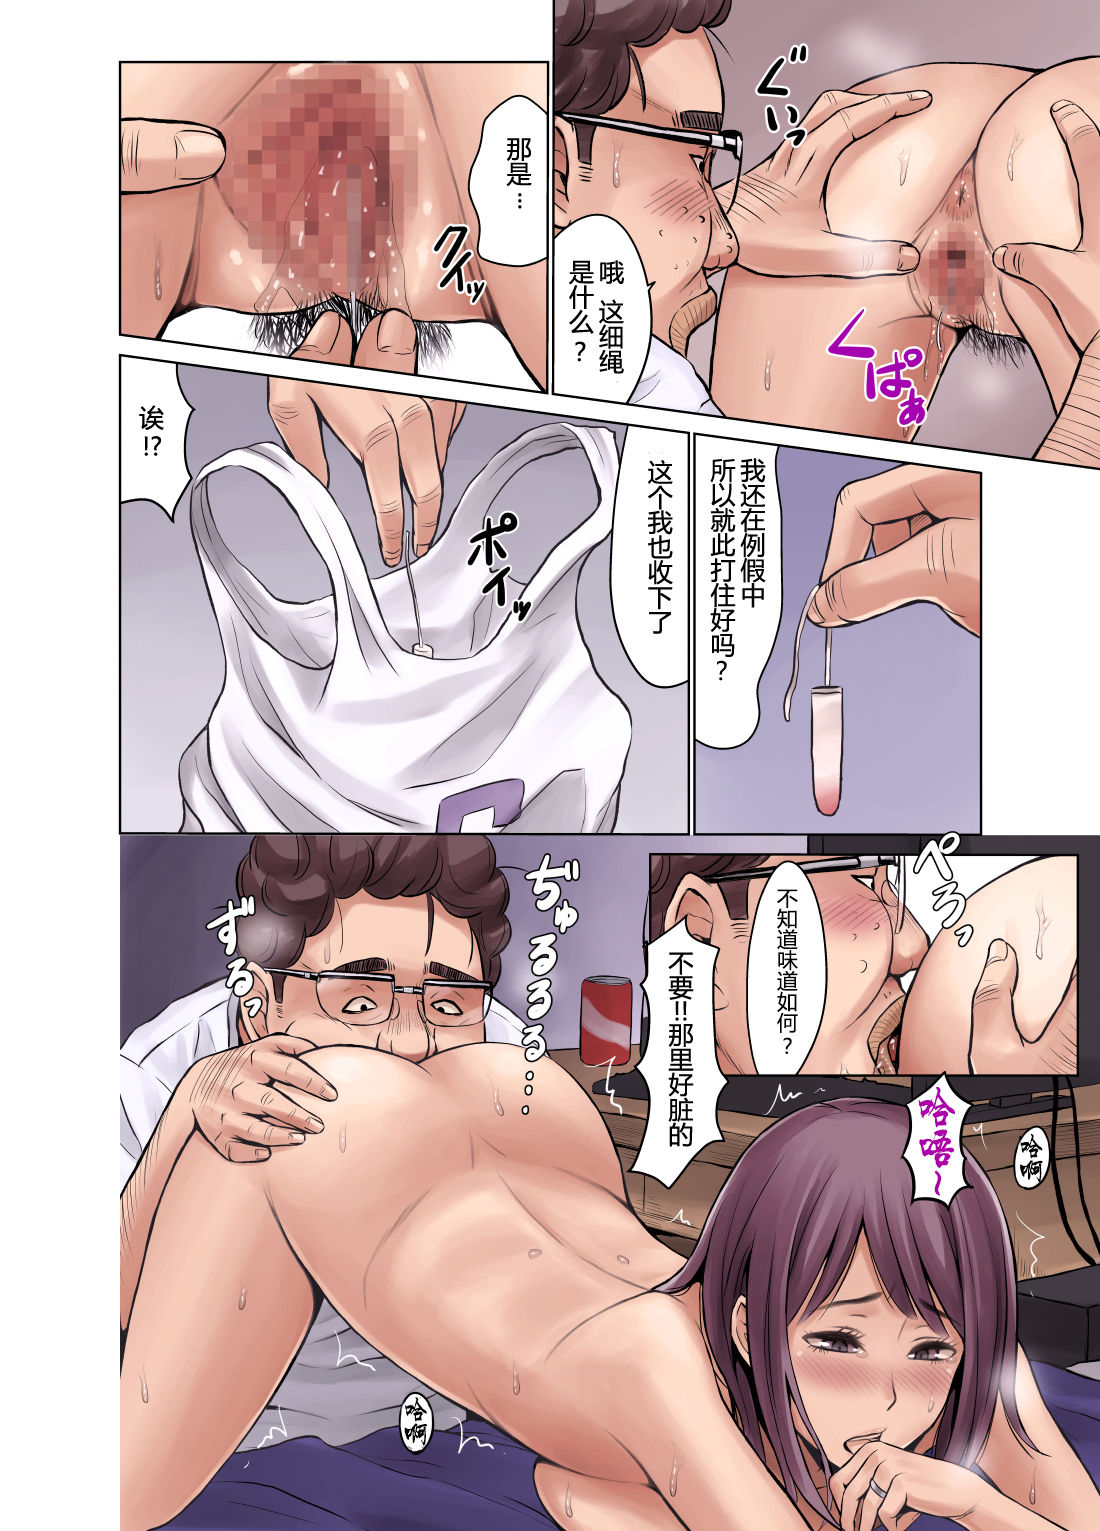 ぐいっ
くぱぁ
哦 这细绳
是什么？
那是…
クイッ
我还在例假中
所以就此打住好吗？
这个我也收下了
ポイッ
诶
!?
ぺろっ
不知道味道如何？
不要!!那里好脏的
ぢゅるるるる…
ずるっ
哈唔～
哈啊
哈啊